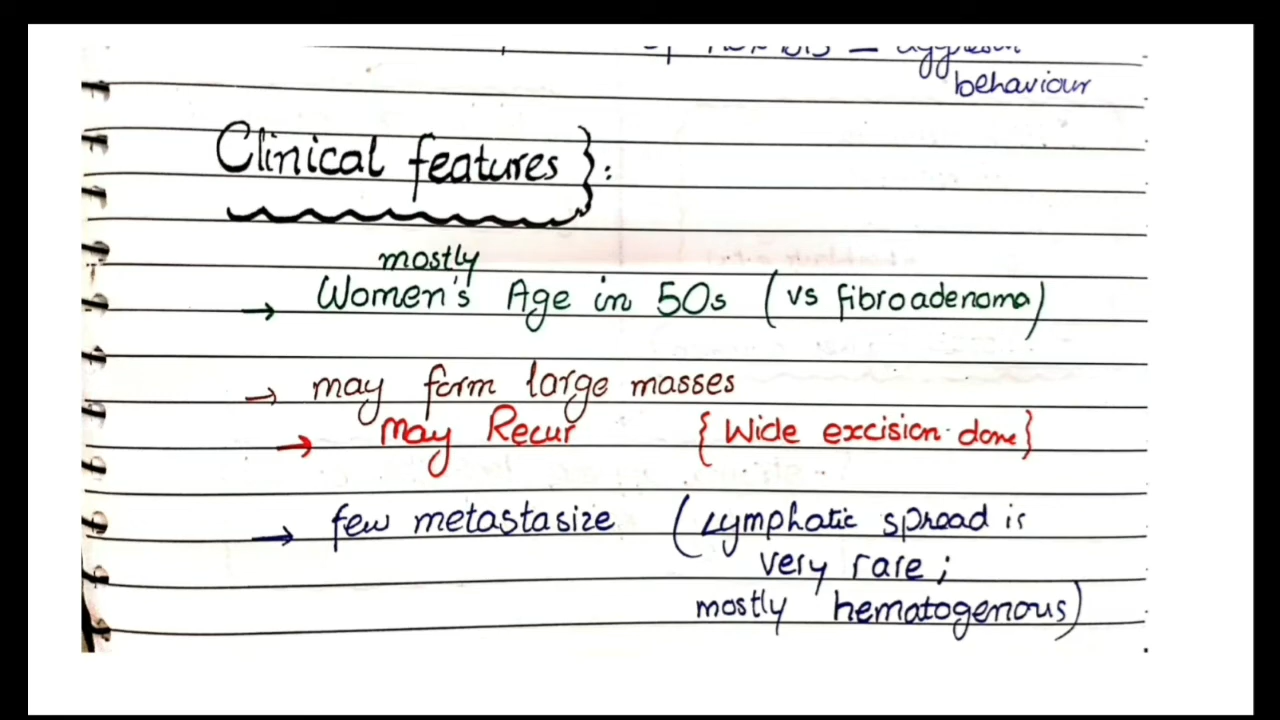 behaviour
Clinical features } :
mostly
→ Women's Age in 50s (vs fibroadenoma)
→ may form large masses
→ may Recur { Wide excision done }
→ few metastasize (Lymphatic spread is
very rare ;
mostly hematogenous)